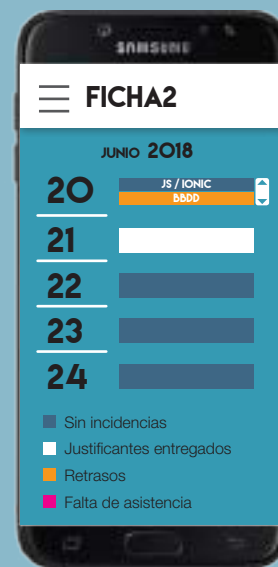 SAMSUNG
FICHA2
JUNIO 2018
20 JS / IONIC
BBDD
21
22
23
24
Sin incidencias
Justificantes entregados
Retrasos
Falta de asistencia